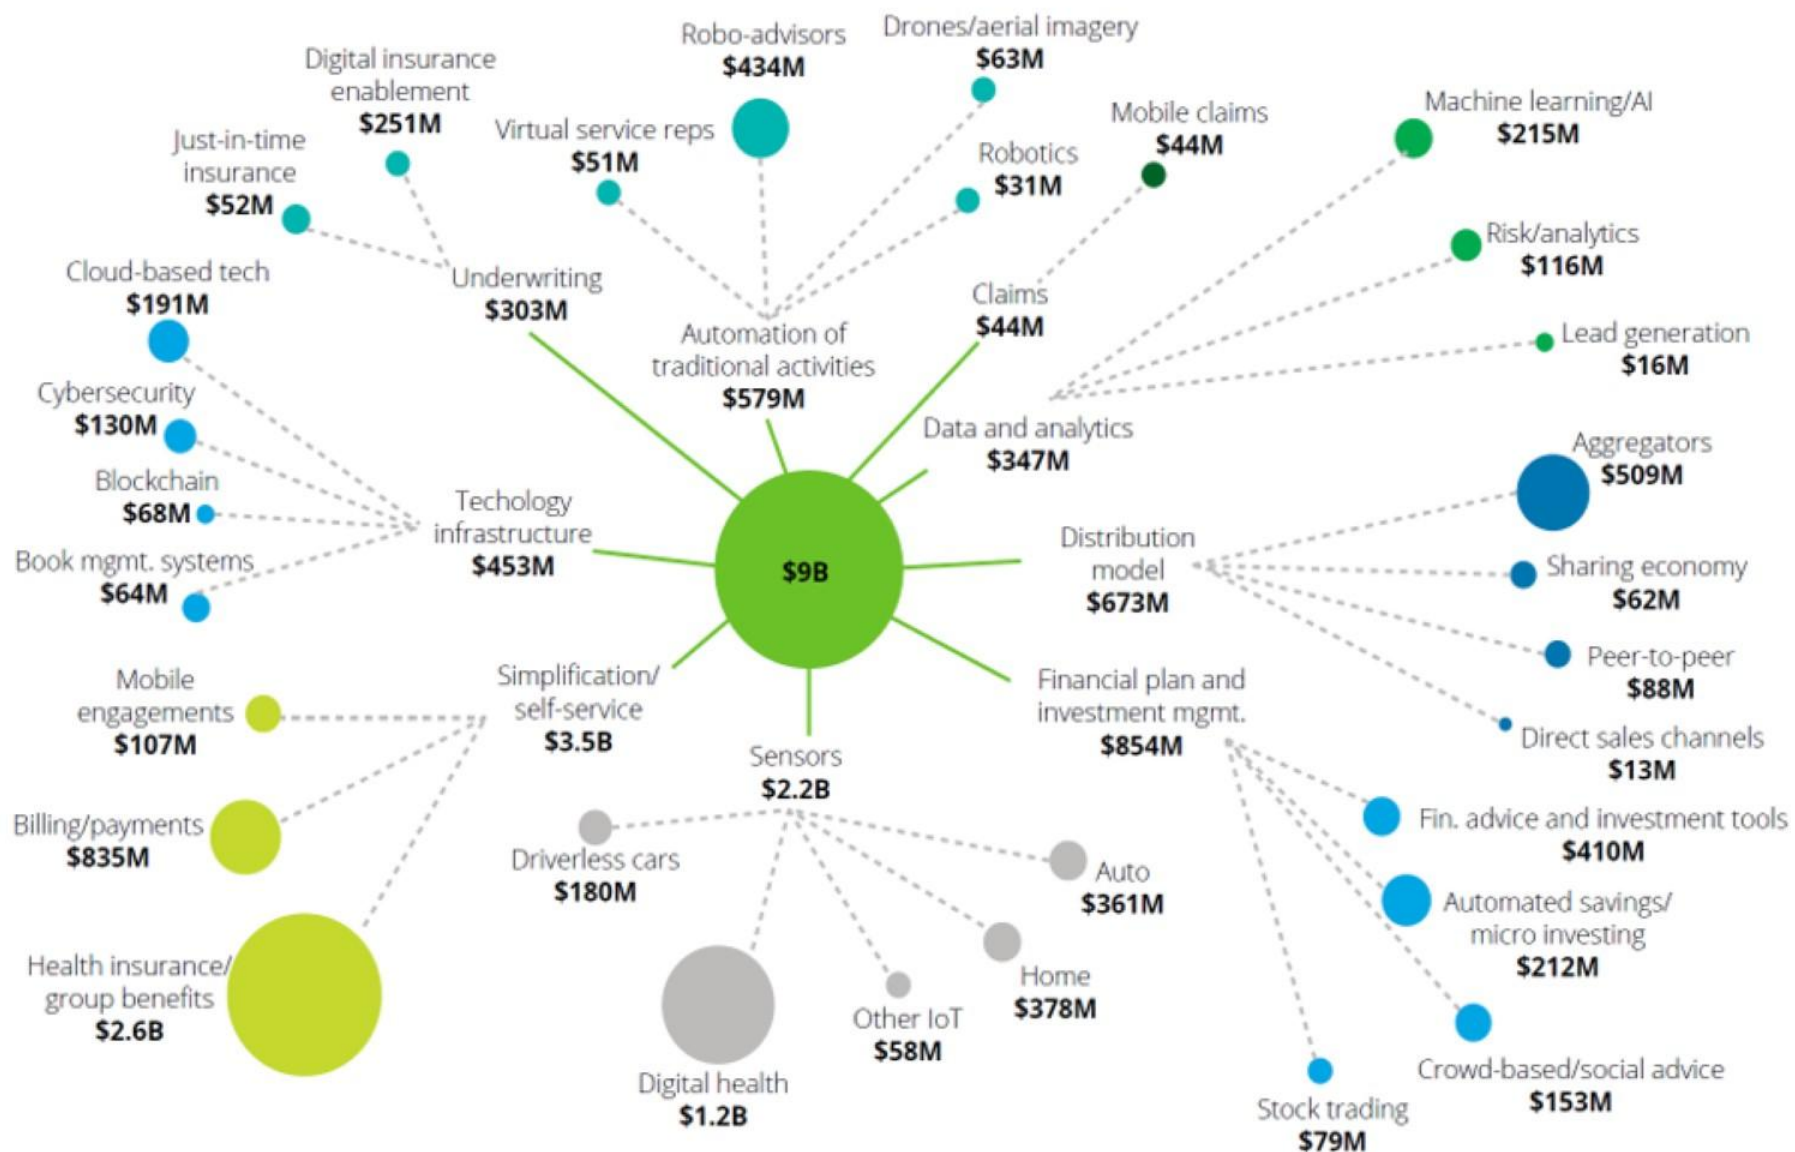 Robo-advisors
$434M
Drones/aerial imagery
$63M
Digital insurance
enablement
$251M
Virtual service reps
$51M
Mobile claims
$44M
Machine learning/AI
$215M
Just-in-time
insurance
$52M
Robotics
$31M
Risk/analytics
$116M
Cloud-based tech
$191M
Underwriting
$303M
Claims
$44M
Automation of
traditional activities
$579M
Lead generation
$16M
Cybersecurity
$130M
Data and analytics
$347M
Aggregators
$509M
Blockchain
$68M
Techology
infrastructure
$453M
Book mgmt. systems
$64M
$9B
Distribution
model
$673M
Sharing economy
$62M
Peer-to-peer
$88M
Direct sales channels
$13M
Mobile
engagements
$107M
Simplification/
self-service
$3.5B
Sensors
$2.2B
Financial plan and
investment mgmt.
$854M
Billing/payments
$835M
Driverless cars
$180M
Auto
$361M
Fin. advice and investment tools
$410M
Automated savings/
micro investing
$212M
Health insurance/
group benefits
$2.6B
Digital health
$1.2B
Other IoT
$58M
Home
$378M
Crowd-based/social advice
$153M
Stock trading
$79M